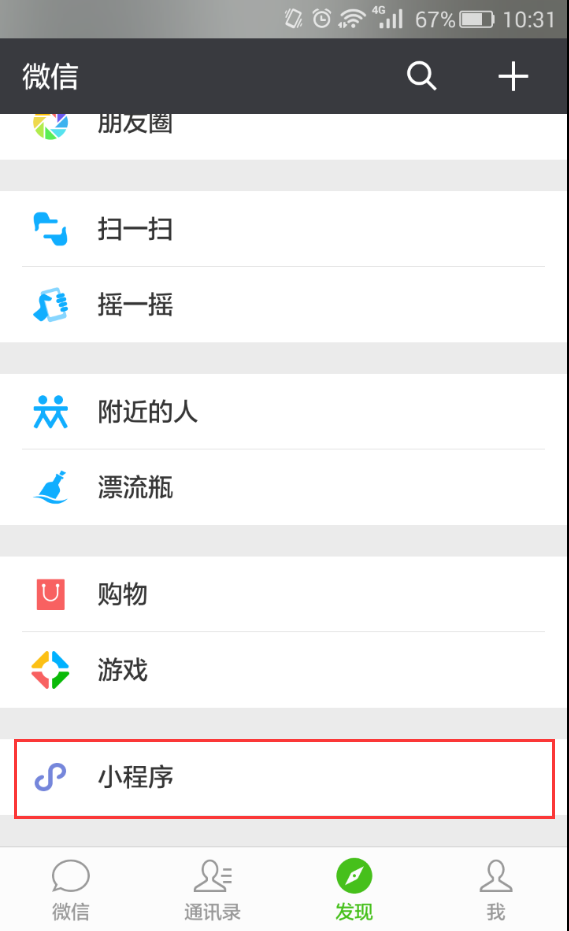 4G 67% 10:31
微信
朋友圈
扫一扫
摇一摇
附近的人
漂流瓶
购物
游戏
小程序
微信 通讯录 发现 我